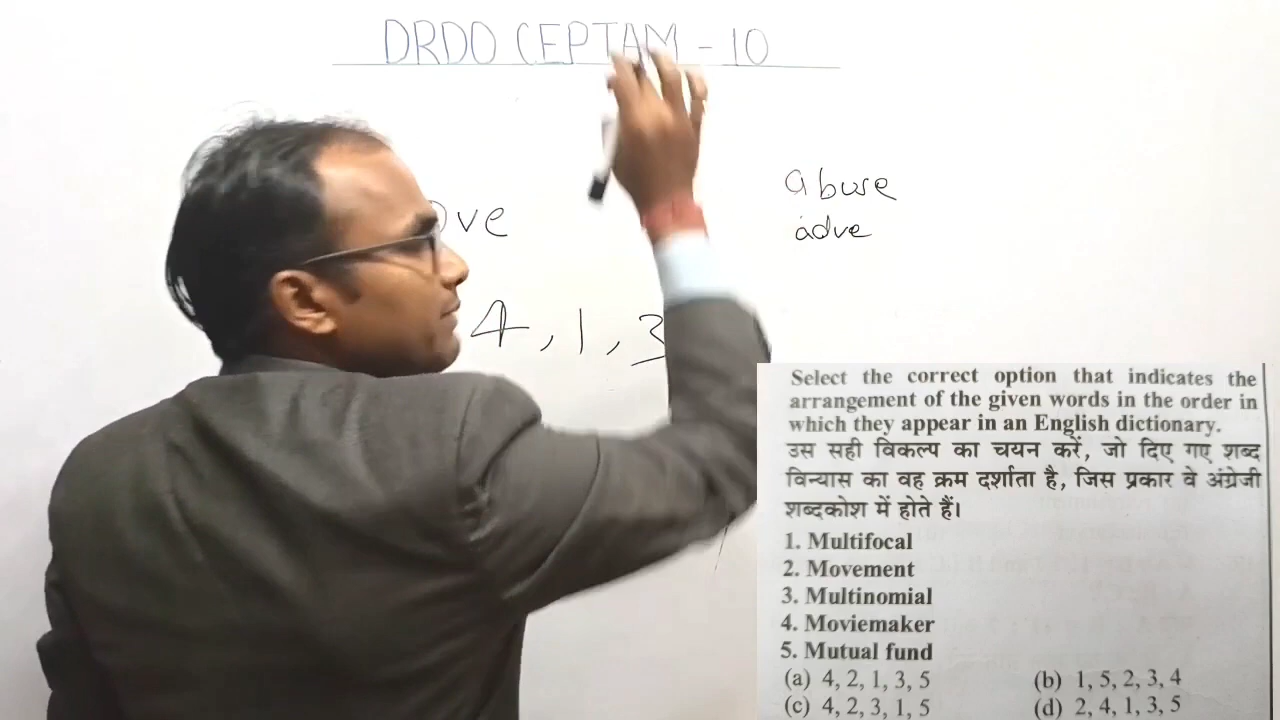 DRDO CEPTAM - 10
abuse
adve
ove
4, 1, 3
Select the correct option that indicates the
arrangement of the given words in the order in
which they appear in an English dictionary.
उस सही विकल्प का चयन करें, जो दिए गए शब्द
विन्यास का वह क्रम दर्शाता है, जिस प्रकार वे अंग्रेजी
शब्दकोश में होते हैं।
1. Multifocal
2. Movement
3. Multinomial
4. Moviemaker
5. Mutual fund
(a) 4, 2, 1, 3, 5 (b) 1, 5, 2, 3, 4
(c) 4, 2, 3, 1, 5 (d) 2, 4, 1, 3, 5